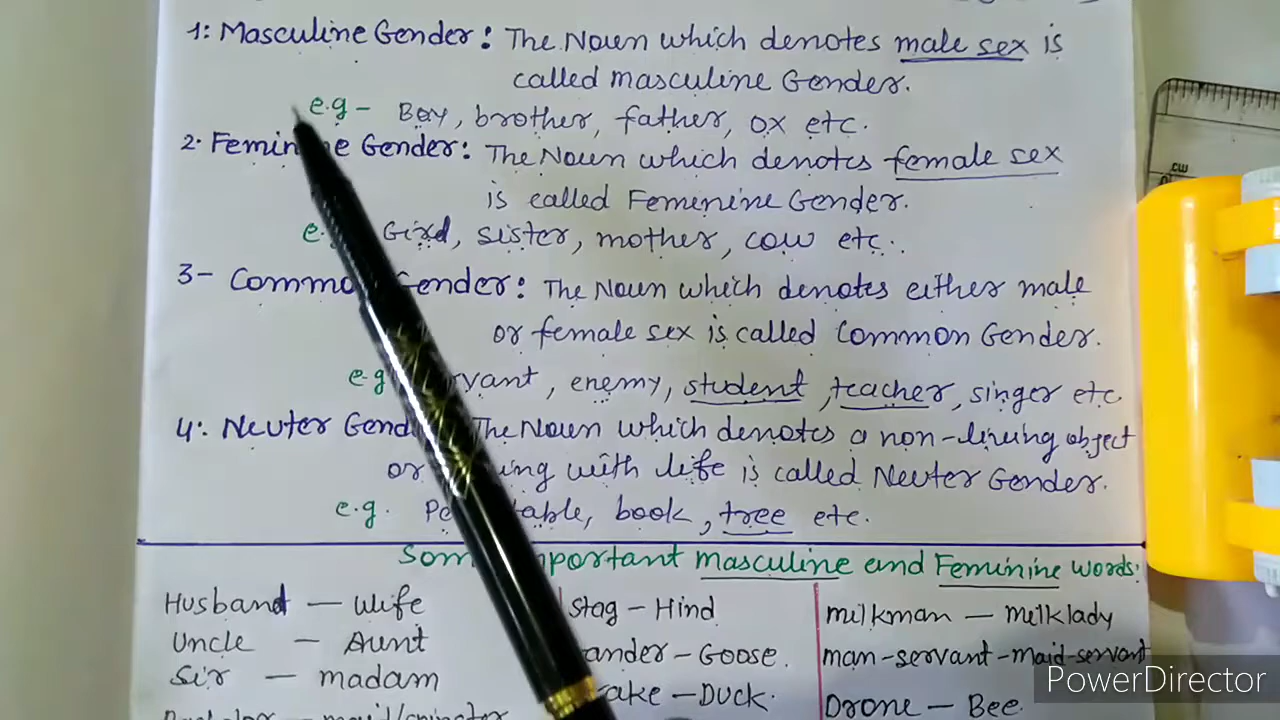 1: Masculine Gender: The Noun which denotes male sex is
called masculine Gender.
e.g - Boy, brother, father, ox etc.
2. Gender: The Noun which denotes female sex
is called Feminine Gender.
Girl, sister, mother, cow etc.
3- Gender: The Noun which denotes either male
or female sex is called Common Gender.
e.g , enemy, student, teacher, singer etc
4: Neuter The Noun which denotes a non-living object
or with life is called Neuter Gender.
e.g. table, book, tree etc.
Masculine and Feminine words:
Husband — Wife
Uncle — Aunt
Sir — madam
Stag - Hind
- Goose.
- Duck.
milkman — milklady
man-servant - maid-servant
Drone — Bee
PowerDirector